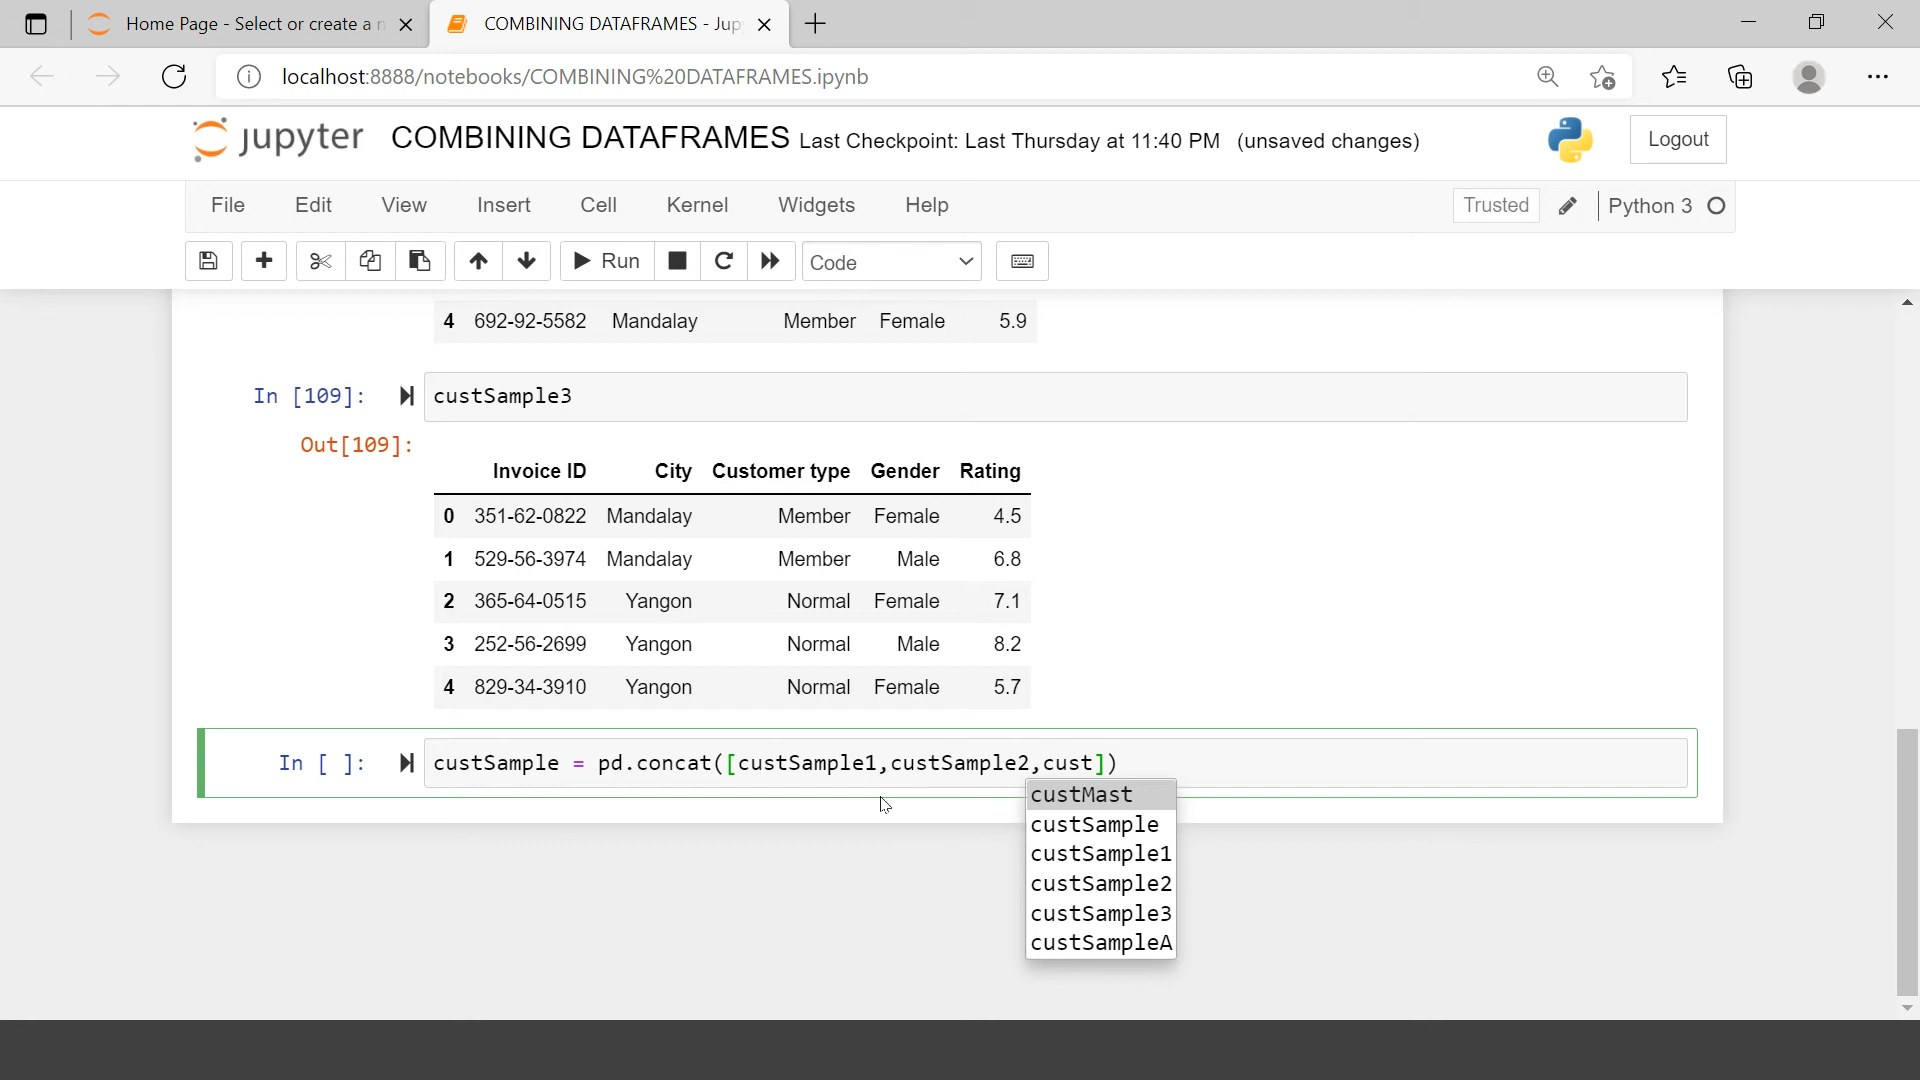 Home Page - Select or create a n
COMBINING DATAFRAMES - Jup
localhost:8888/notebooks/COMBINING%20DATAFRAMES.ipynb
jupyter COMBINING DATAFRAMES Last Checkpoint: Last Thursday at 11:40 PM (unsaved changes) Logout
File Edit View Insert Cell Kernel Widgets Help Trusted Python 3
Run Code
4 692-92-5582 Mandalay Member Female 5.9
In [109]: custSample3
Out[109]:
Invoice ID City Customer type Gender Rating
0 351-62-0822 Mandalay Member Female 4.5
1 529-56-3974 Mandalay Member Male 6.8
2 365-64-0515 Yangon Normal Female 7.1
3 252-56-2699 Yangon Normal Male 8.2
4 829-34-3910 Yangon Normal Female 5.7
In [ ]: custSample = pd.concat([custSample1,custSample2,cust])
custMast
custSample
custSample1
custSample2
custSample3
custSampleA